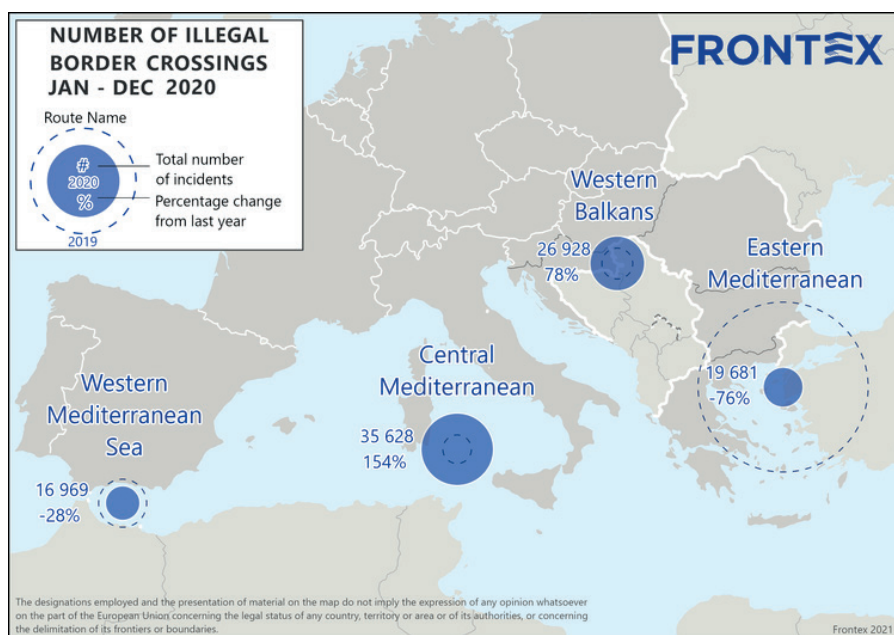 NUMBER OF ILLEGAL
BORDER CROSSINGS
JAN - DEC 2020
Route Name
#
2020
%
Total number
of incidents
Percentage change
from last year
2019
FRONTEX
Western
Balkans
26 928
78%
Eastern
Mediterranean
19 681
-76%
Central
Mediterranean
35 628
154%
Western
Mediterranean
Sea
16 969
-28%
The designations employed and the presentation of material on the map do not imply the expression of any opinion whatsoever
on the part of the European Union concerning the legal status of any country, territory or area or of its authorities, or concerning
the delimitation of its frontiers or boundaries.
Frontex 2021